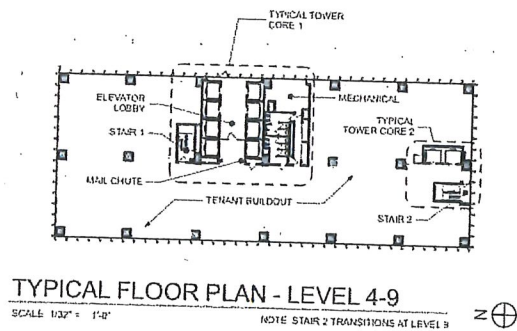 TYPICAL TOWER
CORE 1
ELEVATOR
LOBBY
MECHANICAL
STAIR 1
TYPICAL
TOWER CORE 2
MAIL CHUTE
TENANT BUILDOUT
STAIR 2
TYPICAL FLOOR PLAN - LEVEL 4-9
SCALE 1/32" = 1'-0"
NOTE STAIR 2 TRANSITIONS AT LEVEL 9
N